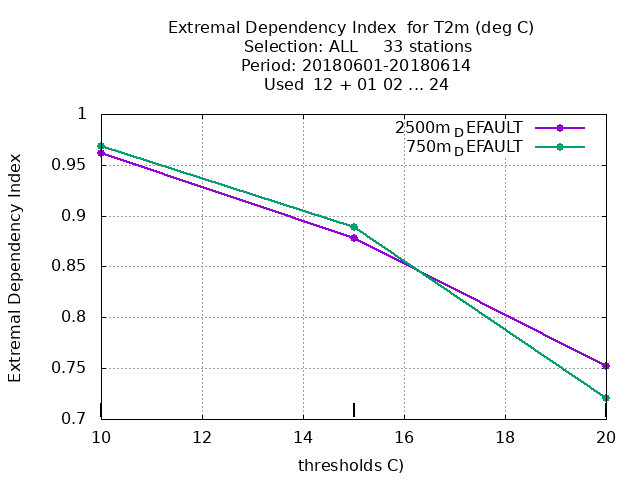 Extremal Dependency Index  for T2m (deg C)
Selection: ALL     33 stations
Period: 20180601-20180614
Used  12 + 01 02 ... 24
2500m_DEFAULT
750m_DEFAULT
1
0.95
0.9
0.85
0.8
0.75
0.7
Extremal Dependency Index
10 12 14 16 18 20
thresholds C)